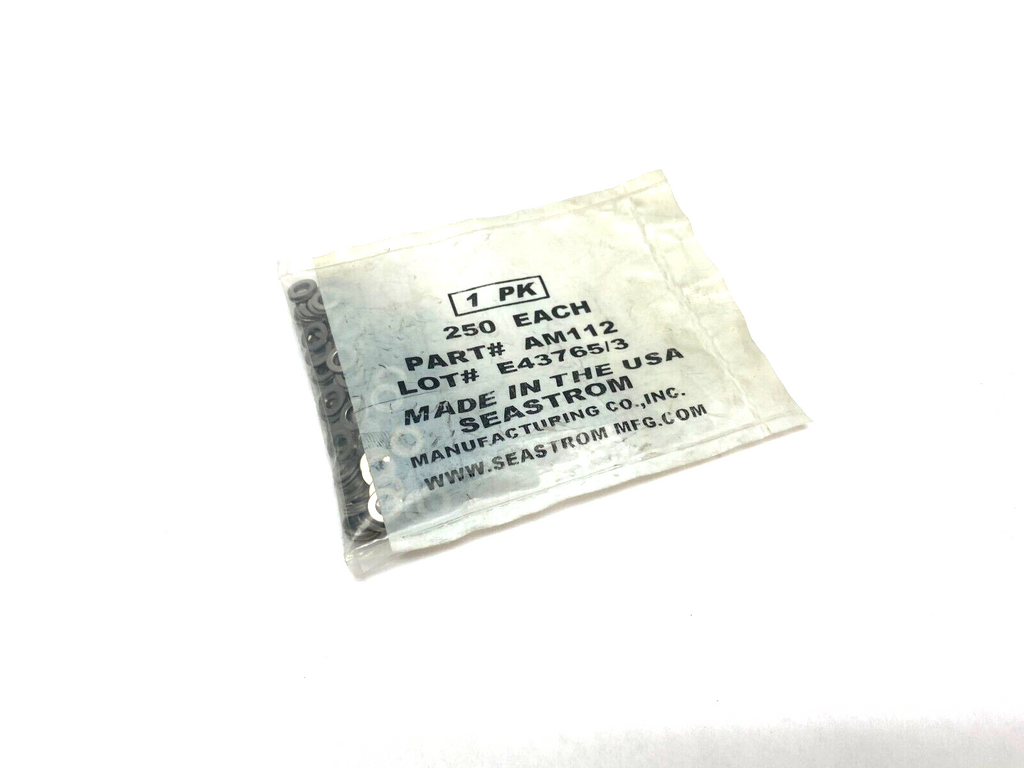 1 PK
250 EACH
PART# AM112
LOT# E43765/3
MADE IN THE USA
SEASTROM
MANUFACTURING CO.,INC.
WWW.SEASTROM MFG.COM